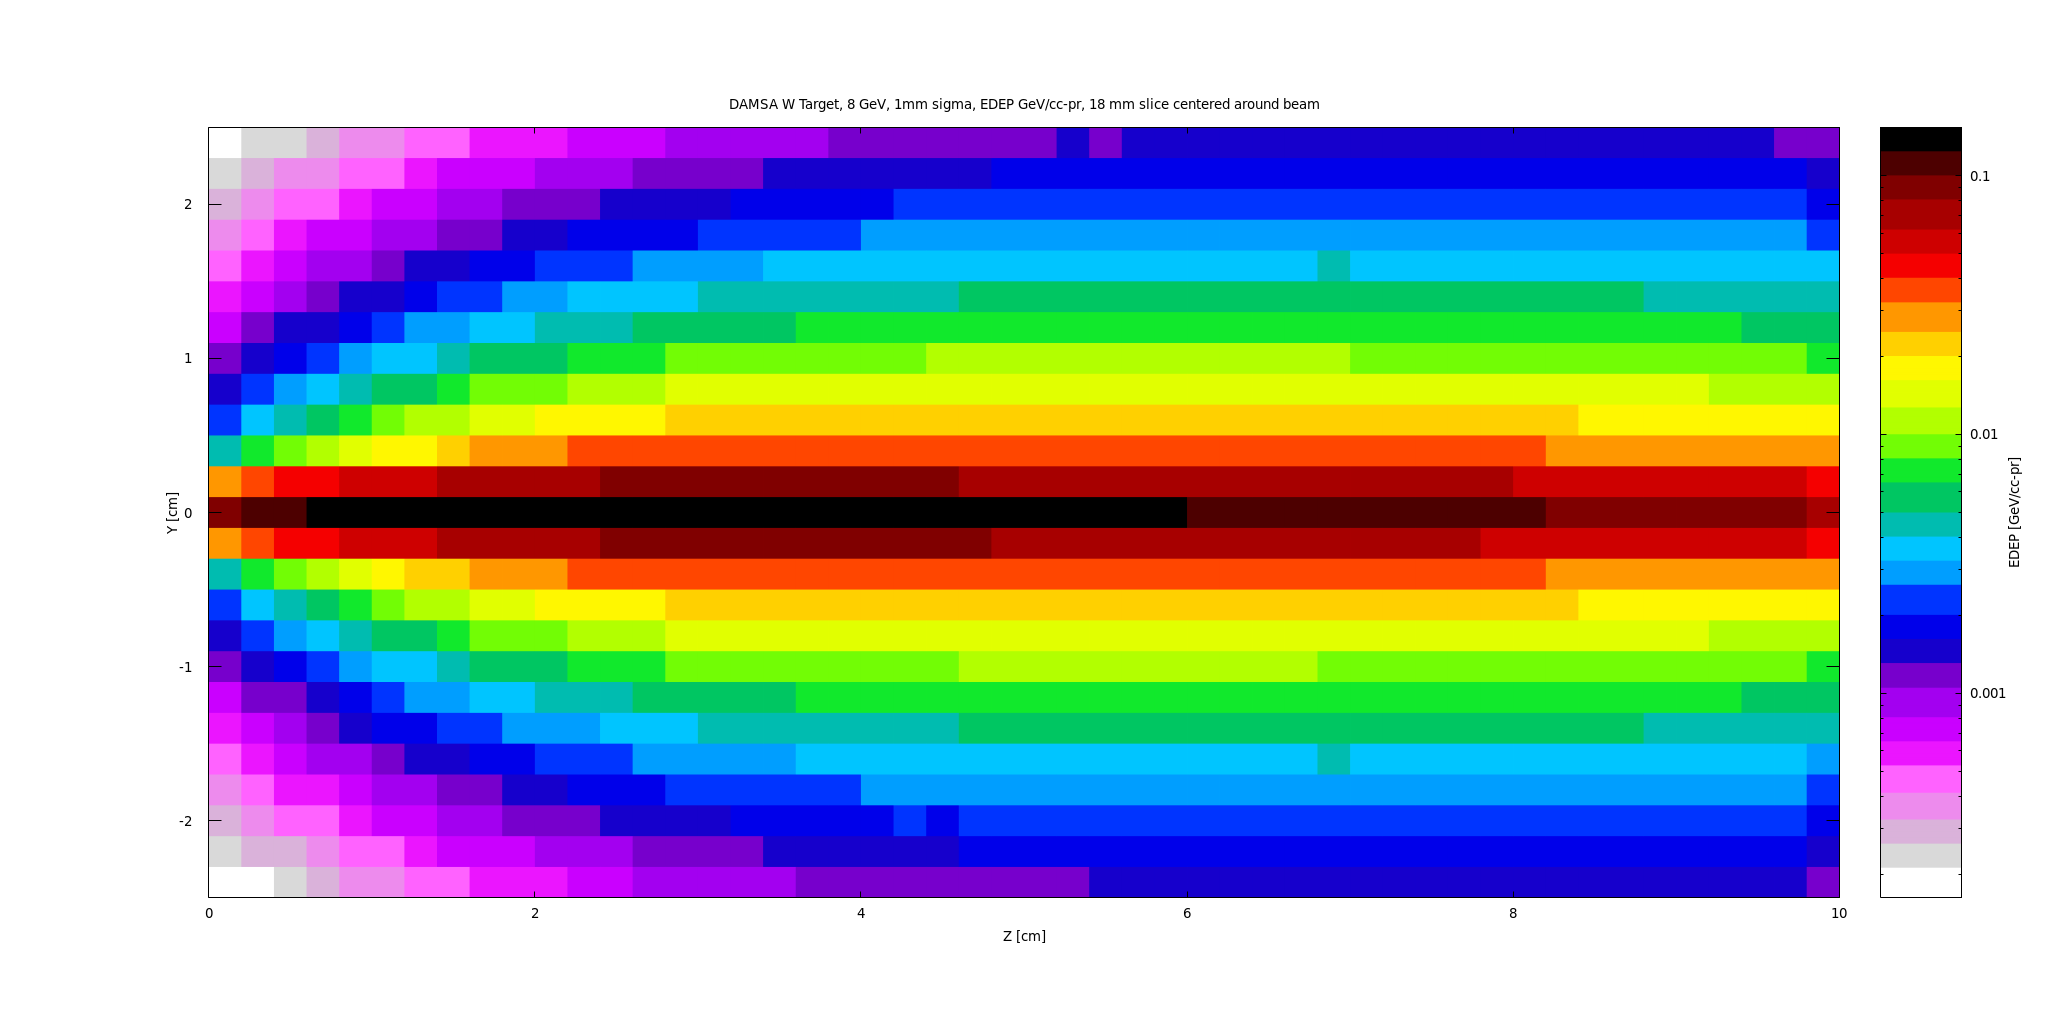 DAMSA W Target, 8 GeV, 1mm sigma, EDEP GeV/cc-pr, 18 mm slice centered around beam
2
1
0
-1
-2
Y [cm]
0 2 4 6 8 10
Z [cm]
0.1
0.01
0.001
EDEP [GeV/cc-pr]